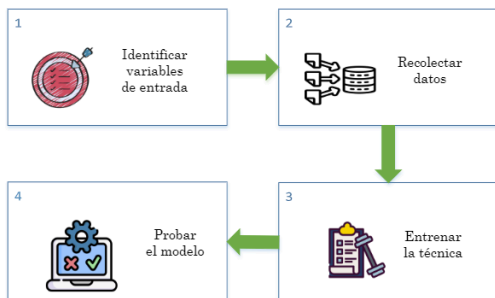 1
Identificar
variables
de entrada
2
Recolectar
datos
3
Entrenar
la técnica
4
Probar
el modelo